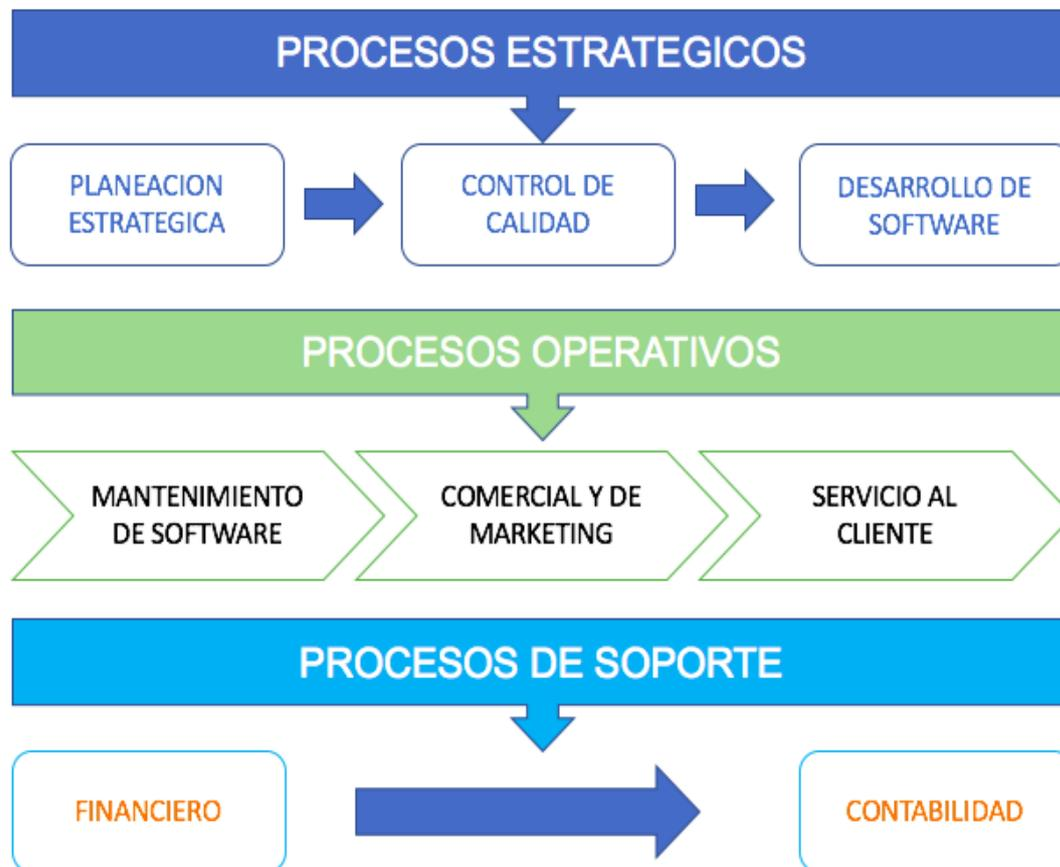 PROCESOS ESTRATEGICOS
PLANEACION
ESTRATEGICA
CONTROL DE
CALIDAD
DESARROLLO DE
SOFTWARE
PROCESOS OPERATIVOS
MANTENIMIENTO
DE SOFTWARE
COMERCIAL Y DE
MARKETING
SERVICIO AL
CLIENTE
PROCESOS DE SOPORTE
FINANCIERO
CONTABILIDAD